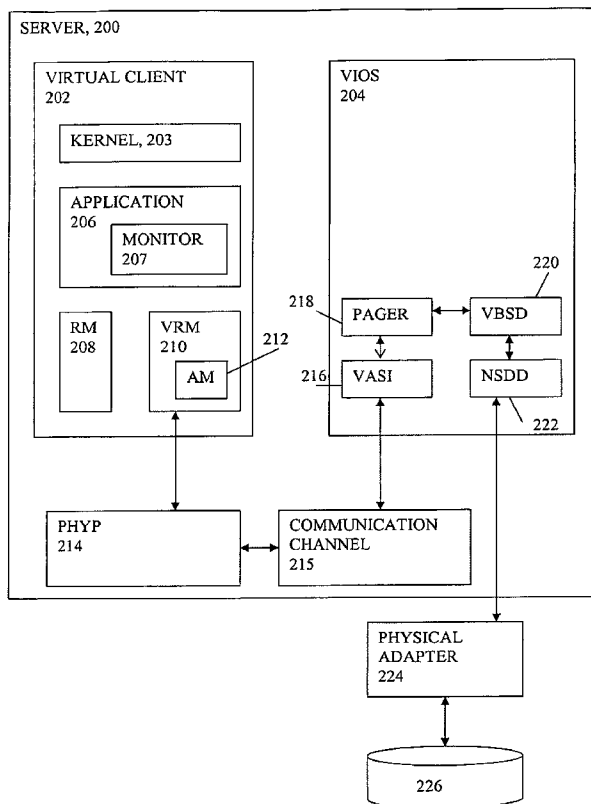 SERVER, 200
VIRTUAL CLIENT
202
KERNEL, 203
APPLICATION
206
MONITOR
207
RM
208
VRM
210
AM
212
VIOS
204
220
218
PAGER
VBSD
216
VASI
NSDD
222
PHYP
214
COMMUNICATION
CHANNEL
215
PHYSICAL
ADAPTER
224
226